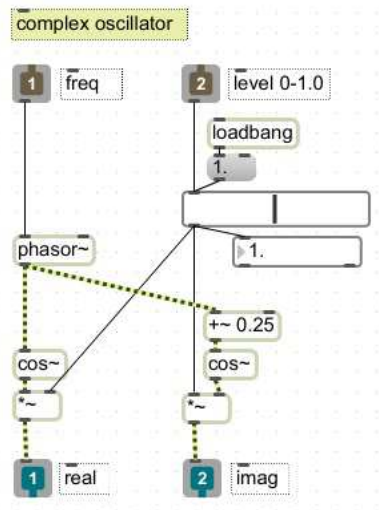 complex oscillator
1 freq
2 level 0-1.0
loadbang
1.
1.
phasor~
+~ 0.25
cos~
cos~
*~
*~
1 real
2 imag